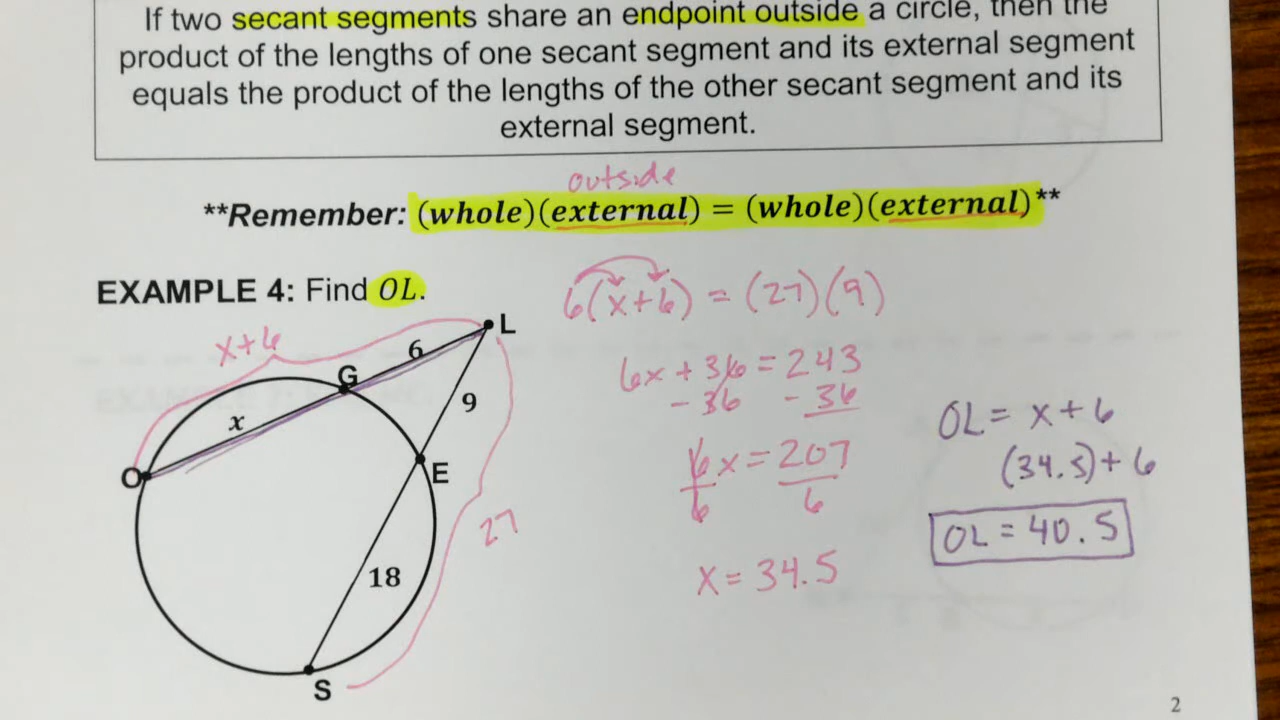 If two secant segments share an endpoint outside a circle, then the
product of the lengths of one secant segment and its external segment
equals the product of the lengths of the other secant segment and its
external segment.
outside
**Remember: (whole)(external) = (whole)(external)**
EXAMPLE 4: Find OL.
6(x+6) = (27)(9)
6x + 36 = 243
- 36 - 36
6x = 207
6 6
x = 34.5
OL = x + 6
(34.5) + 6
OL = 40.5
x+6
L
6
G
9
x
O
E
27
18
S
2